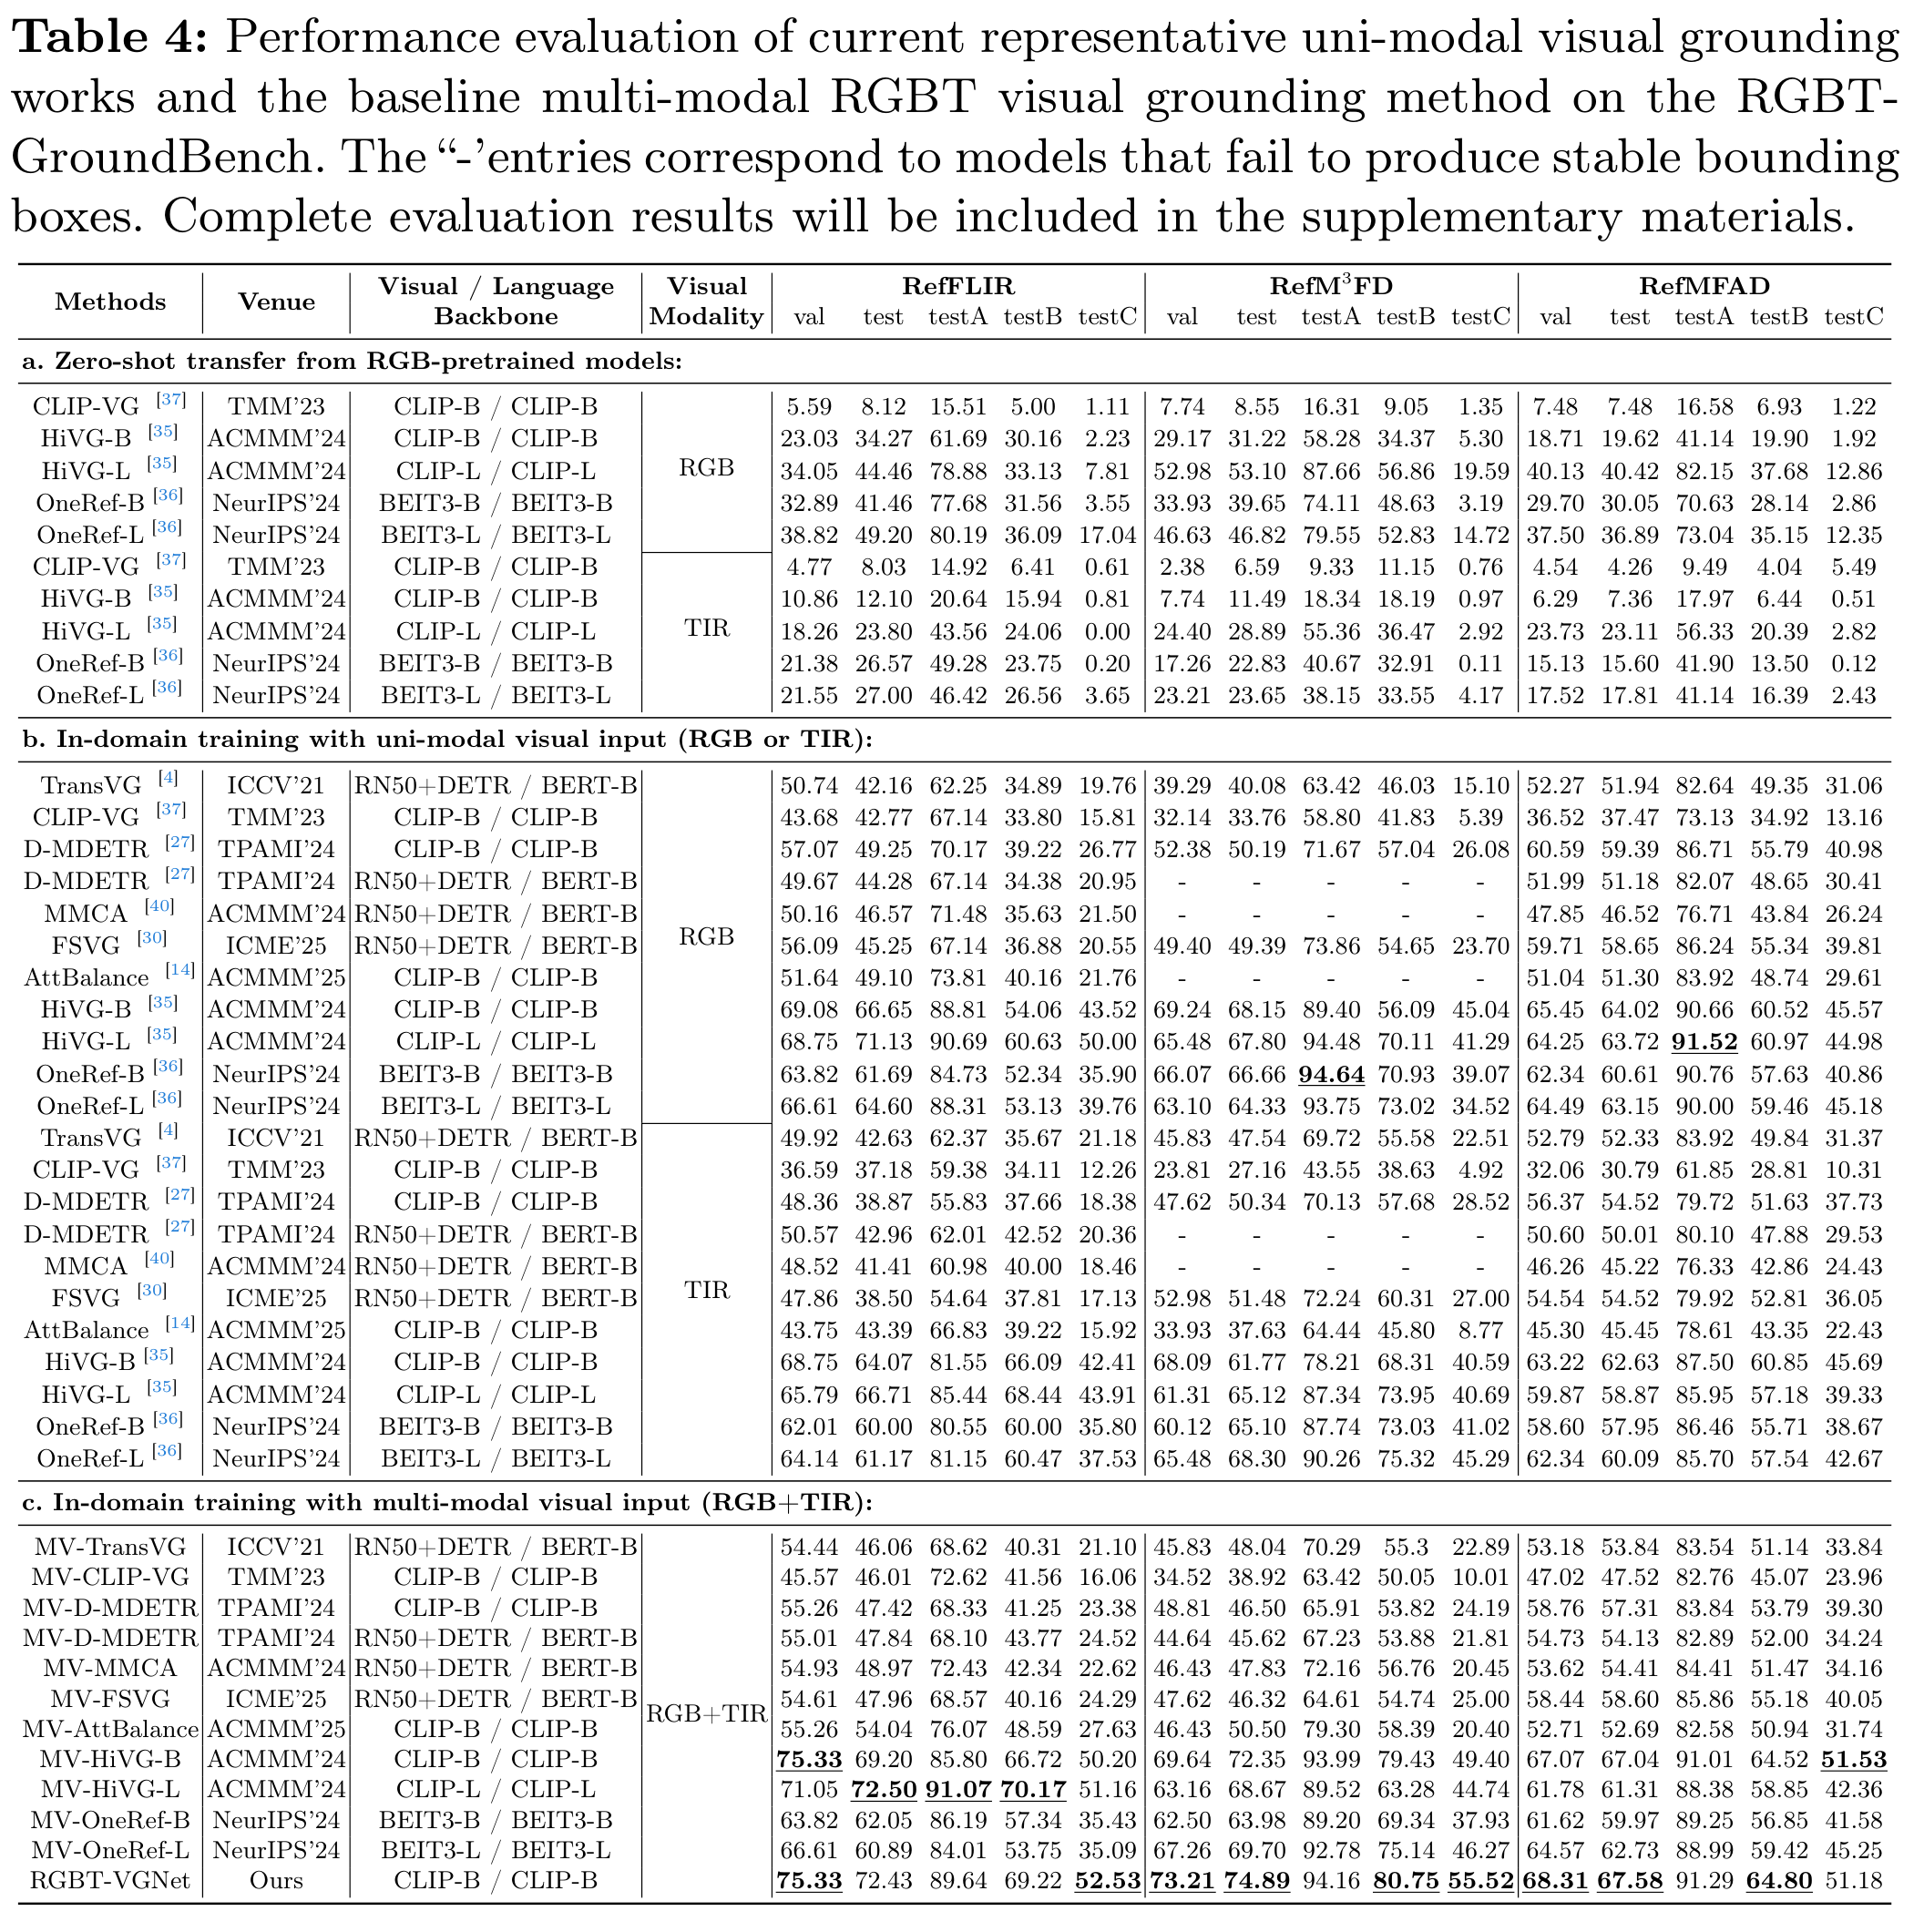 Table 4: Performance evaluation of current representative uni-modal visual grounding
works and the baseline multi-modal RGBT visual grounding method on the RGBT-
GroundBench. The “-’entries correspond to models that fail to produce stable bounding
boxes. Complete evaluation results will be included in the supplementary materials.
Methods Venue Visual / Language Backbone Visual Modality RefFLIR RefM³FD RefMFAD
val test testA testB testC val test testA testB testC val test testA testB testC
a. Zero-shot transfer from RGB-pretrained models:
CLIP-VG [37] TMM'23 CLIP-B / CLIP-B 5.59 8.12 15.51 5.00 1.11 7.74 8.55 16.31 9.05 1.35 7.48 7.48 16.58 6.93 1.22
HiVG-B [35] ACMMM'24 CLIP-B / CLIP-B 23.03 34.27 61.69 30.16 2.23 29.17 31.22 58.28 34.37 5.30 18.71 19.62 41.14 19.90 1.92
HiVG-L [35] ACMMM'24 CLIP-L / CLIP-L RGB 34.05 44.46 78.88 33.13 7.81 52.98 53.10 87.66 56.86 19.59 40.13 40.42 82.15 37.68 12.86
OneRef-B [36] NeurIPS'24 BEIT3-B / BEIT3-B 32.89 41.46 77.68 31.56 3.55 33.93 39.65 74.11 48.63 3.19 29.70 30.05 70.63 28.14 2.86
OneRef-L [36] NeurIPS'24 BEIT3-L / BEIT3-L 38.82 49.20 80.19 36.09 17.04 46.63 46.82 79.55 52.83 14.72 37.50 36.89 73.04 35.15 12.35
CLIP-VG [37] TMM'23 CLIP-B / CLIP-B 4.77 8.03 14.92 6.41 0.61 2.38 6.59 9.33 11.15 0.76 4.54 4.26 9.49 4.04 5.49
HiVG-B [35] ACMMM'24 CLIP-B / CLIP-B 10.86 12.10 20.64 15.94 0.81 7.74 11.49 18.34 18.19 0.97 6.29 7.36 17.97 6.44 0.51
HiVG-L [35] ACMMM'24 CLIP-L / CLIP-L TIR 18.26 23.80 43.56 24.06 0.00 24.40 28.89 55.36 36.47 2.92 23.73 23.11 56.33 20.39 2.82
OneRef-B [36] NeurIPS'24 BEIT3-B / BEIT3-B 21.38 26.57 49.28 23.75 0.20 17.26 22.83 40.67 32.91 0.11 15.13 15.60 41.90 13.50 0.12
OneRef-L [36] NeurIPS'24 BEIT3-L / BEIT3-L 21.55 27.00 46.42 26.56 3.65 23.21 23.65 38.15 33.55 4.17 17.52 17.81 41.14 16.39 2.43
b. In-domain training with uni-modal visual input (RGB or TIR):
TransVG [4] ICCV'21 RN50+DETR / BERT-B 50.74 42.16 62.25 34.89 19.76 39.29 40.08 63.42 46.03 15.10 52.27 51.94 82.64 49.35 31.06
CLIP-VG [37] TMM'23 CLIP-B / CLIP-B 43.68 42.77 67.14 33.80 15.81 32.14 33.76 58.80 41.83 5.39 36.52 37.47 73.13 34.92 13.16
D-MDETR [27] TPAMI'24 CLIP-B / CLIP-B 57.07 49.25 70.17 39.22 26.77 52.38 50.19 71.67 57.04 26.08 60.59 59.39 86.71 55.79 40.98
D-MDETR [27] TPAMI'24 RN50+DETR / BERT-B 49.67 44.28 67.14 34.38 20.95 - - - - - 51.99 51.18 82.07 48.65 30.41
MMCA [40] ACMMM'24 RN50+DETR / BERT-B 50.16 46.57 71.48 35.63 21.50 - - - - - 47.85 46.52 76.71 43.84 26.24
FSVG [30] ICME'25 RN50+DETR / BERT-B RGB 56.09 45.25 67.14 36.88 20.55 49.40 49.39 73.86 54.65 23.70 59.71 58.65 86.24 55.34 39.81
AttBalance [14] ACMMM'25 CLIP-B / CLIP-B 51.64 49.10 73.81 40.16 21.76 - - - - - 51.04 51.30 83.92 48.74 29.61
HiVG-B [35] ACMMM'24 CLIP-B / CLIP-B 69.08 66.65 88.81 54.06 43.52 69.24 68.15 89.40 56.09 45.04 65.45 64.02 90.66 60.52 45.57
HiVG-L [35] ACMMM'24 CLIP-L / CLIP-L 68.75 71.13 90.69 60.63 50.00 65.48 67.80 94.48 70.11 41.29 64.25 63.72 91.52 60.97 44.98
OneRef-B [36] NeurIPS'24 BEIT3-B / BEIT3-B 63.82 61.69 84.73 52.34 35.90 66.07 66.66 94.64 70.93 39.07 62.34 60.61 90.76 57.63 40.86
OneRef-L [36] NeurIPS'24 BEIT3-L / BEIT3-L 66.61 64.60 88.31 53.13 39.76 63.10 64.33 93.75 73.02 34.52 64.49 63.15 90.00 59.46 45.18
TransVG [4] ICCV'21 RN50+DETR / BERT-B 49.92 42.63 62.37 35.67 21.18 45.83 47.54 69.72 55.58 22.51 52.79 52.33 83.92 49.84 31.37
CLIP-VG [37] TMM'23 CLIP-B / CLIP-B 36.59 37.18 59.38 34.11 12.26 23.81 27.16 43.55 38.63 4.92 32.06 30.79 61.85 28.81 10.31
D-MDETR [27] TPAMI'24 CLIP-B / CLIP-B 48.36 38.87 55.83 37.66 18.38 47.62 50.34 70.13 57.68 28.52 56.37 54.52 79.72 51.63 37.73
D-MDETR [27] TPAMI'24 RN50+DETR / BERT-B 50.57 42.96 62.01 42.52 20.36 - - - - - 50.60 50.01 80.10 47.88 29.53
MMCA [40] ACMMM'24 RN50+DETR / BERT-B 48.52 41.41 60.98 40.00 18.46 - - - - - 46.26 45.22 76.33 42.86 24.43
FSVG [30] ICME'25 RN50+DETR / BERT-B TIR 47.86 38.50 54.64 37.81 17.13 52.98 51.48 72.24 60.31 27.00 54.54 54.52 79.92 52.81 36.05
AttBalance [14] ACMMM'25 CLIP-B / CLIP-B 43.75 43.39 66.83 39.22 15.92 33.93 37.63 64.44 45.80 8.77 45.30 45.45 78.61 43.35 22.43
HiVG-B [35] ACMMM'24 CLIP-B / CLIP-B 68.75 64.07 81.55 66.09 42.41 68.09 61.77 78.21 68.31 40.59 63.22 62.63 87.50 60.85 45.69
HiVG-L [35] ACMMM'24 CLIP-L / CLIP-L 65.79 66.71 85.44 68.44 43.91 61.31 65.12 87.34 73.95 40.69 59.87 58.87 85.95 57.18 39.33
OneRef-B [36] NeurIPS'24 BEIT3-B / BEIT3-B 62.01 60.00 80.55 60.00 35.80 60.12 65.10 87.74 73.03 41.02 58.60 57.95 86.46 55.71 38.67
OneRef-L [36] NeurIPS'24 BEIT3-L / BEIT3-L 64.14 61.17 81.15 60.47 37.53 65.48 68.30 90.26 75.32 45.29 62.34 60.09 85.70 57.54 42.67
c. In-domain training with multi-modal visual input (RGB+TIR):
MV-TransVG ICCV'21 RN50+DETR / BERT-B 54.44 46.06 68.62 40.31 21.10 45.83 48.04 70.29 55.3 22.89 53.18 53.84 83.54 51.14 33.84
MV-CLIP-VG TMM'23 CLIP-B / CLIP-B 45.57 46.01 72.62 41.56 16.06 34.52 38.92 63.42 50.05 10.01 47.02 47.52 82.76 45.07 23.96
MV-D-MDETR TPAMI'24 CLIP-B / CLIP-B 55.26 47.42 68.33 41.25 23.38 48.81 46.50 65.91 53.82 24.19 58.76 57.31 83.84 53.79 39.30
MV-D-MDETR TPAMI'24 RN50+DETR / BERT-B 55.01 47.84 68.10 43.77 24.52 44.64 45.62 67.23 53.88 21.81 54.73 54.13 82.89 52.00 34.24
MV-MMCA ACMMM'24 RN50+DETR / BERT-B 54.93 48.97 72.43 42.34 22.62 46.43 47.83 72.16 56.76 20.45 53.62 54.41 84.41 51.47 34.16
MV-FSVG ICME'25 RN50+DETR / BERT-B RGB+TIR 54.61 47.96 68.57 40.16 24.29 47.62 46.32 64.61 54.74 25.00 58.44 58.60 85.86 55.18 40.05
MV-AttBalance ACMMM'25 CLIP-B / CLIP-B 55.26 54.04 76.07 48.59 27.63 46.43 50.50 79.30 58.39 20.40 52.71 52.69 82.58 50.94 31.74
MV-HiVG-B ACMMM'24 CLIP-B / CLIP-B 75.33 69.20 85.80 66.72 50.20 69.64 72.35 93.99 79.43 49.40 67.07 67.04 91.01 64.52 51.53
MV-HiVG-L ACMMM'24 CLIP-L / CLIP-L 71.05 72.50 91.07 70.17 51.16 63.16 68.67 89.52 63.28 44.74 61.78 61.31 88.38 58.85 42.36
MV-OneRef-B NeurIPS'24 BEIT3-B / BEIT3-B 63.82 62.05 86.19 57.34 35.43 62.50 63.98 89.20 69.34 37.93 61.62 59.97 89.25 56.85 41.58
MV-OneRef-L NeurIPS'24 BEIT3-L / BEIT3-L 66.61 60.89 84.01 53.75 35.09 67.26 69.70 92.78 75.14 46.27 64.57 62.73 88.99 59.42 45.25
RGBT-VGNet Ours CLIP-B / CLIP-B 75.33 72.43 89.64 69.22 52.53 73.21 74.89 94.16 80.75 55.52 68.31 67.58 91.29 64.80 51.18